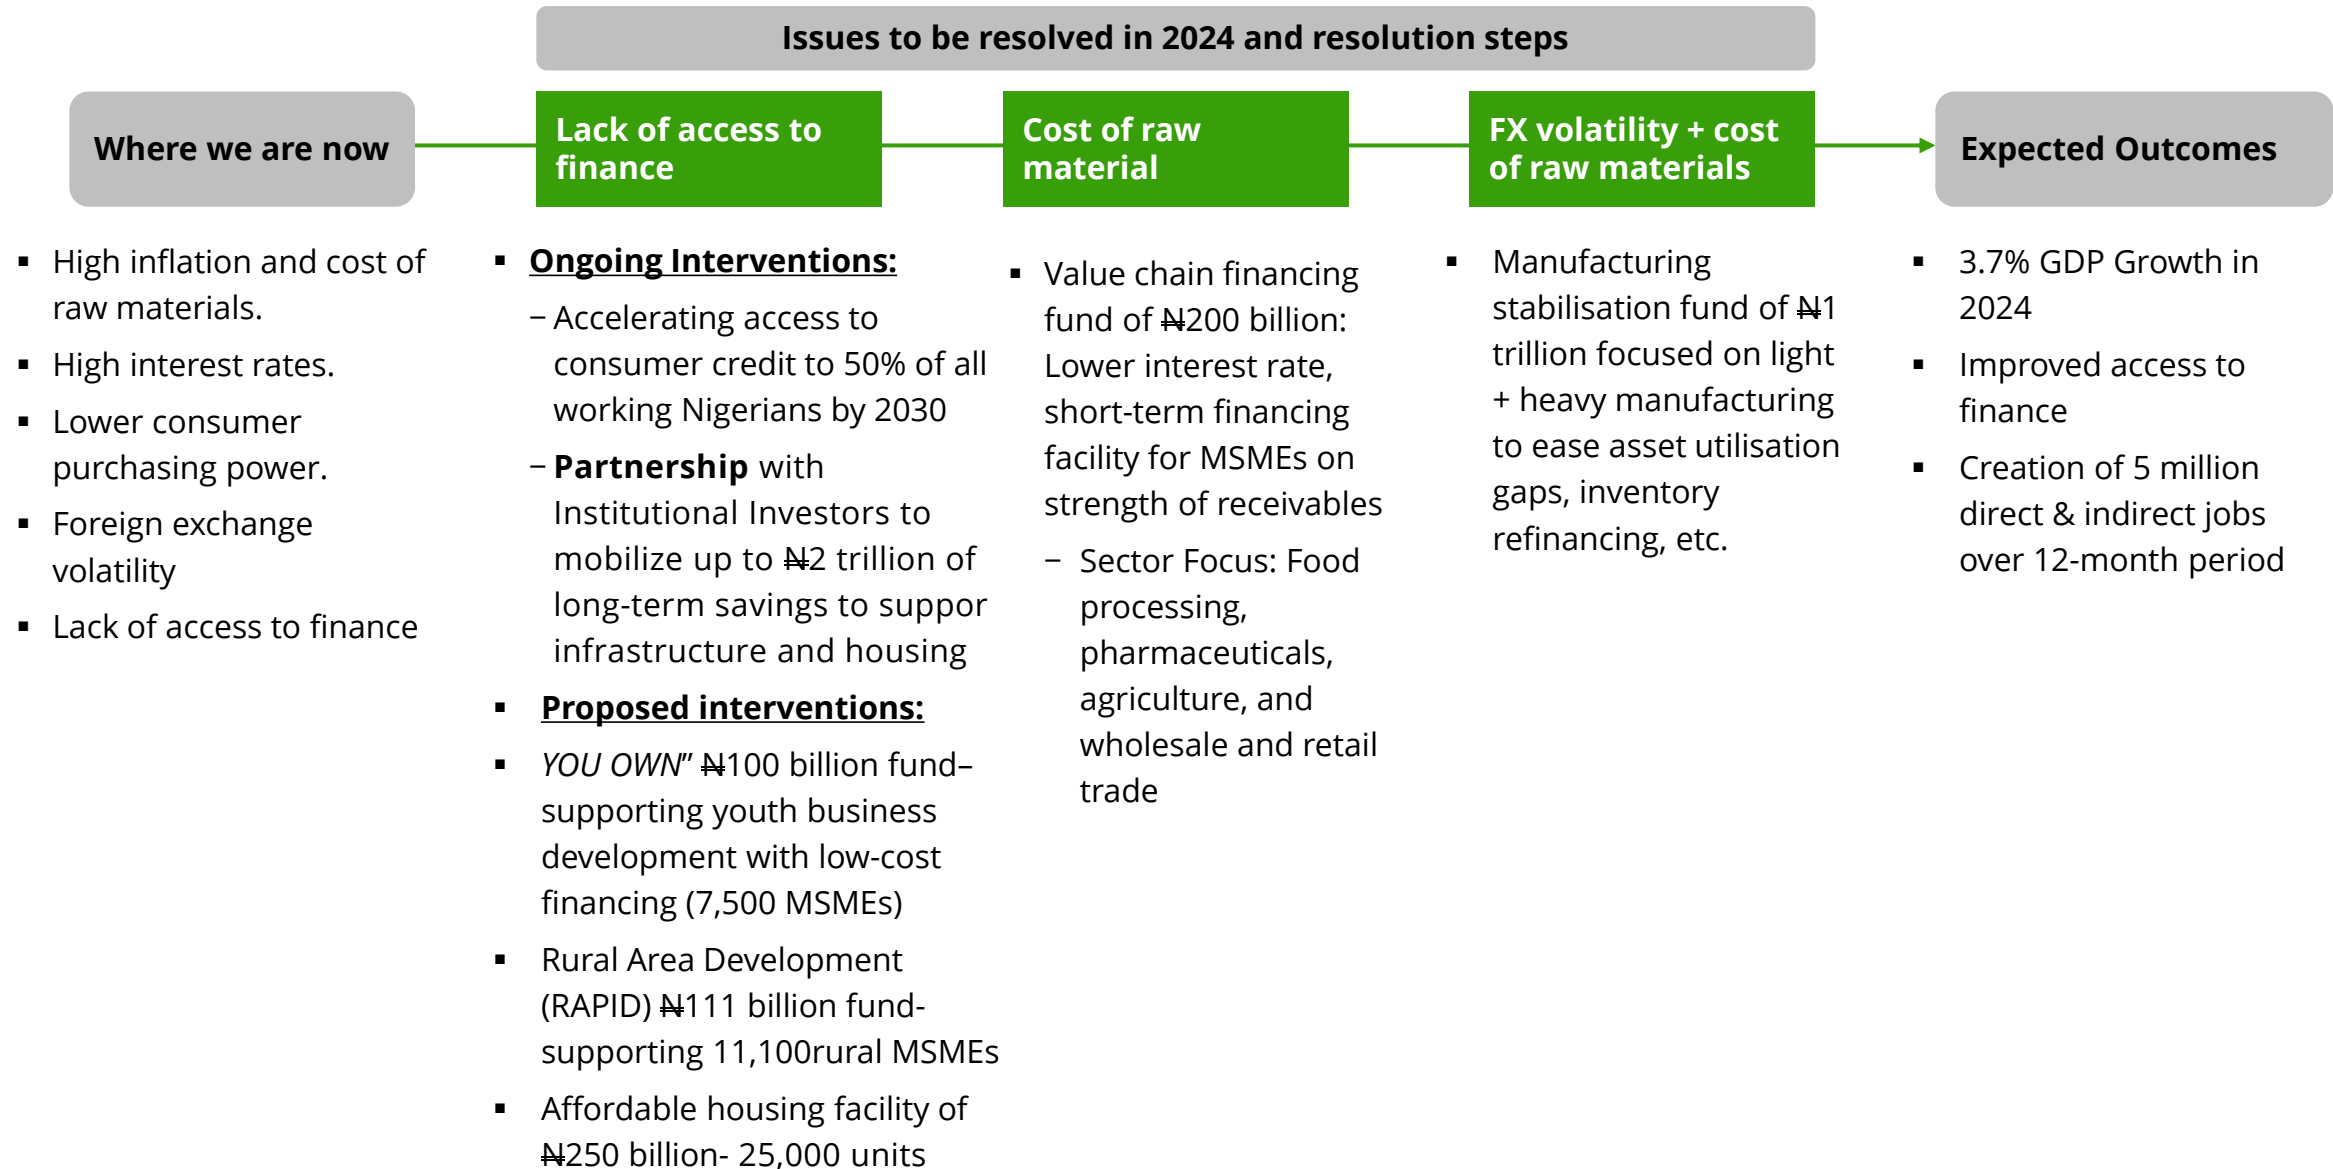 Issues to be resolved in 2024 and resolution steps
Where we are now
Lack of access to
finance
Cost of raw
material
FX volatility + cost
of raw materials
Expected Outcomes
▪ High inflation and cost of
raw materials.
▪ High interest rates.
▪ Lower consumer
purchasing power.
▪ Foreign exchange
volatility
▪ Lack of access to finance
▪ Ongoing Interventions:
− Accelerating access to
consumer credit to 50% of all
working Nigerians by 2030
− Partnership with
Institutional Investors to
mobilize up to ₦2 trillion of
long-term savings to suppor
infrastructure and housing
▪ Proposed interventions:
▪ YOU OWN” ₦100 billion fund–
supporting youth business
development with low-cost
financing (7,500 MSMEs)
▪ Rural Area Development
(RAPID) ₦111 billion fund-
supporting 11,100rural MSMEs
▪ Affordable housing facility of
₦250 billion- 25,000 units
▪ Value chain financing
fund of ₦200 billion:
Lower interest rate,
short-term financing
facility for MSMEs on
strength of receivables
− Sector Focus: Food
processing,
pharmaceuticals,
agriculture, and
wholesale and retail
trade
▪ Manufacturing
stabilisation fund of ₦1
trillion focused on light
+ heavy manufacturing
to ease asset utilisation
gaps, inventory
refinancing, etc.
▪ 3.7% GDP Growth in
2024
▪ Improved access to
finance
▪ Creation of 5 million
direct & indirect jobs
over 12-month period